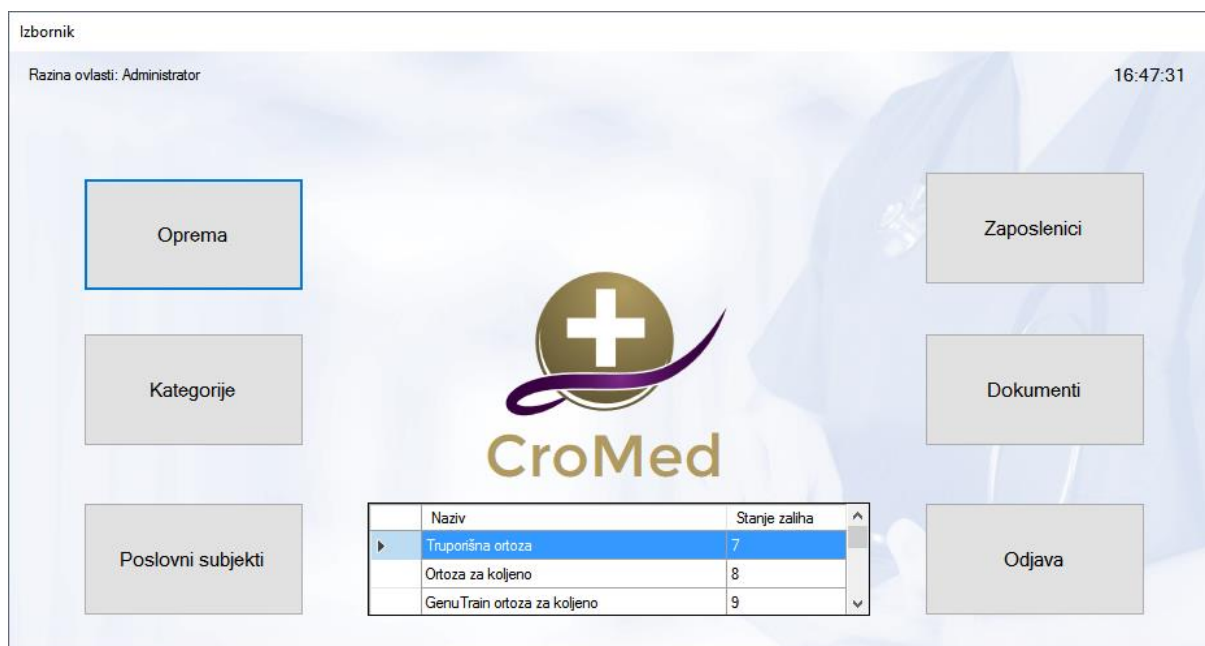 Izbornik
Razina ovlasti: Administrator
16:47:31
Oprema
Zaposlenici
Kategorije
Dokumenti
CroMed
Poslovni subjekti
Naziv Stanje zaliha
Truporišna ortoza 7
Ortoza za koljeno 8
GenuTrain ortoza za koljeno 9
Odjava